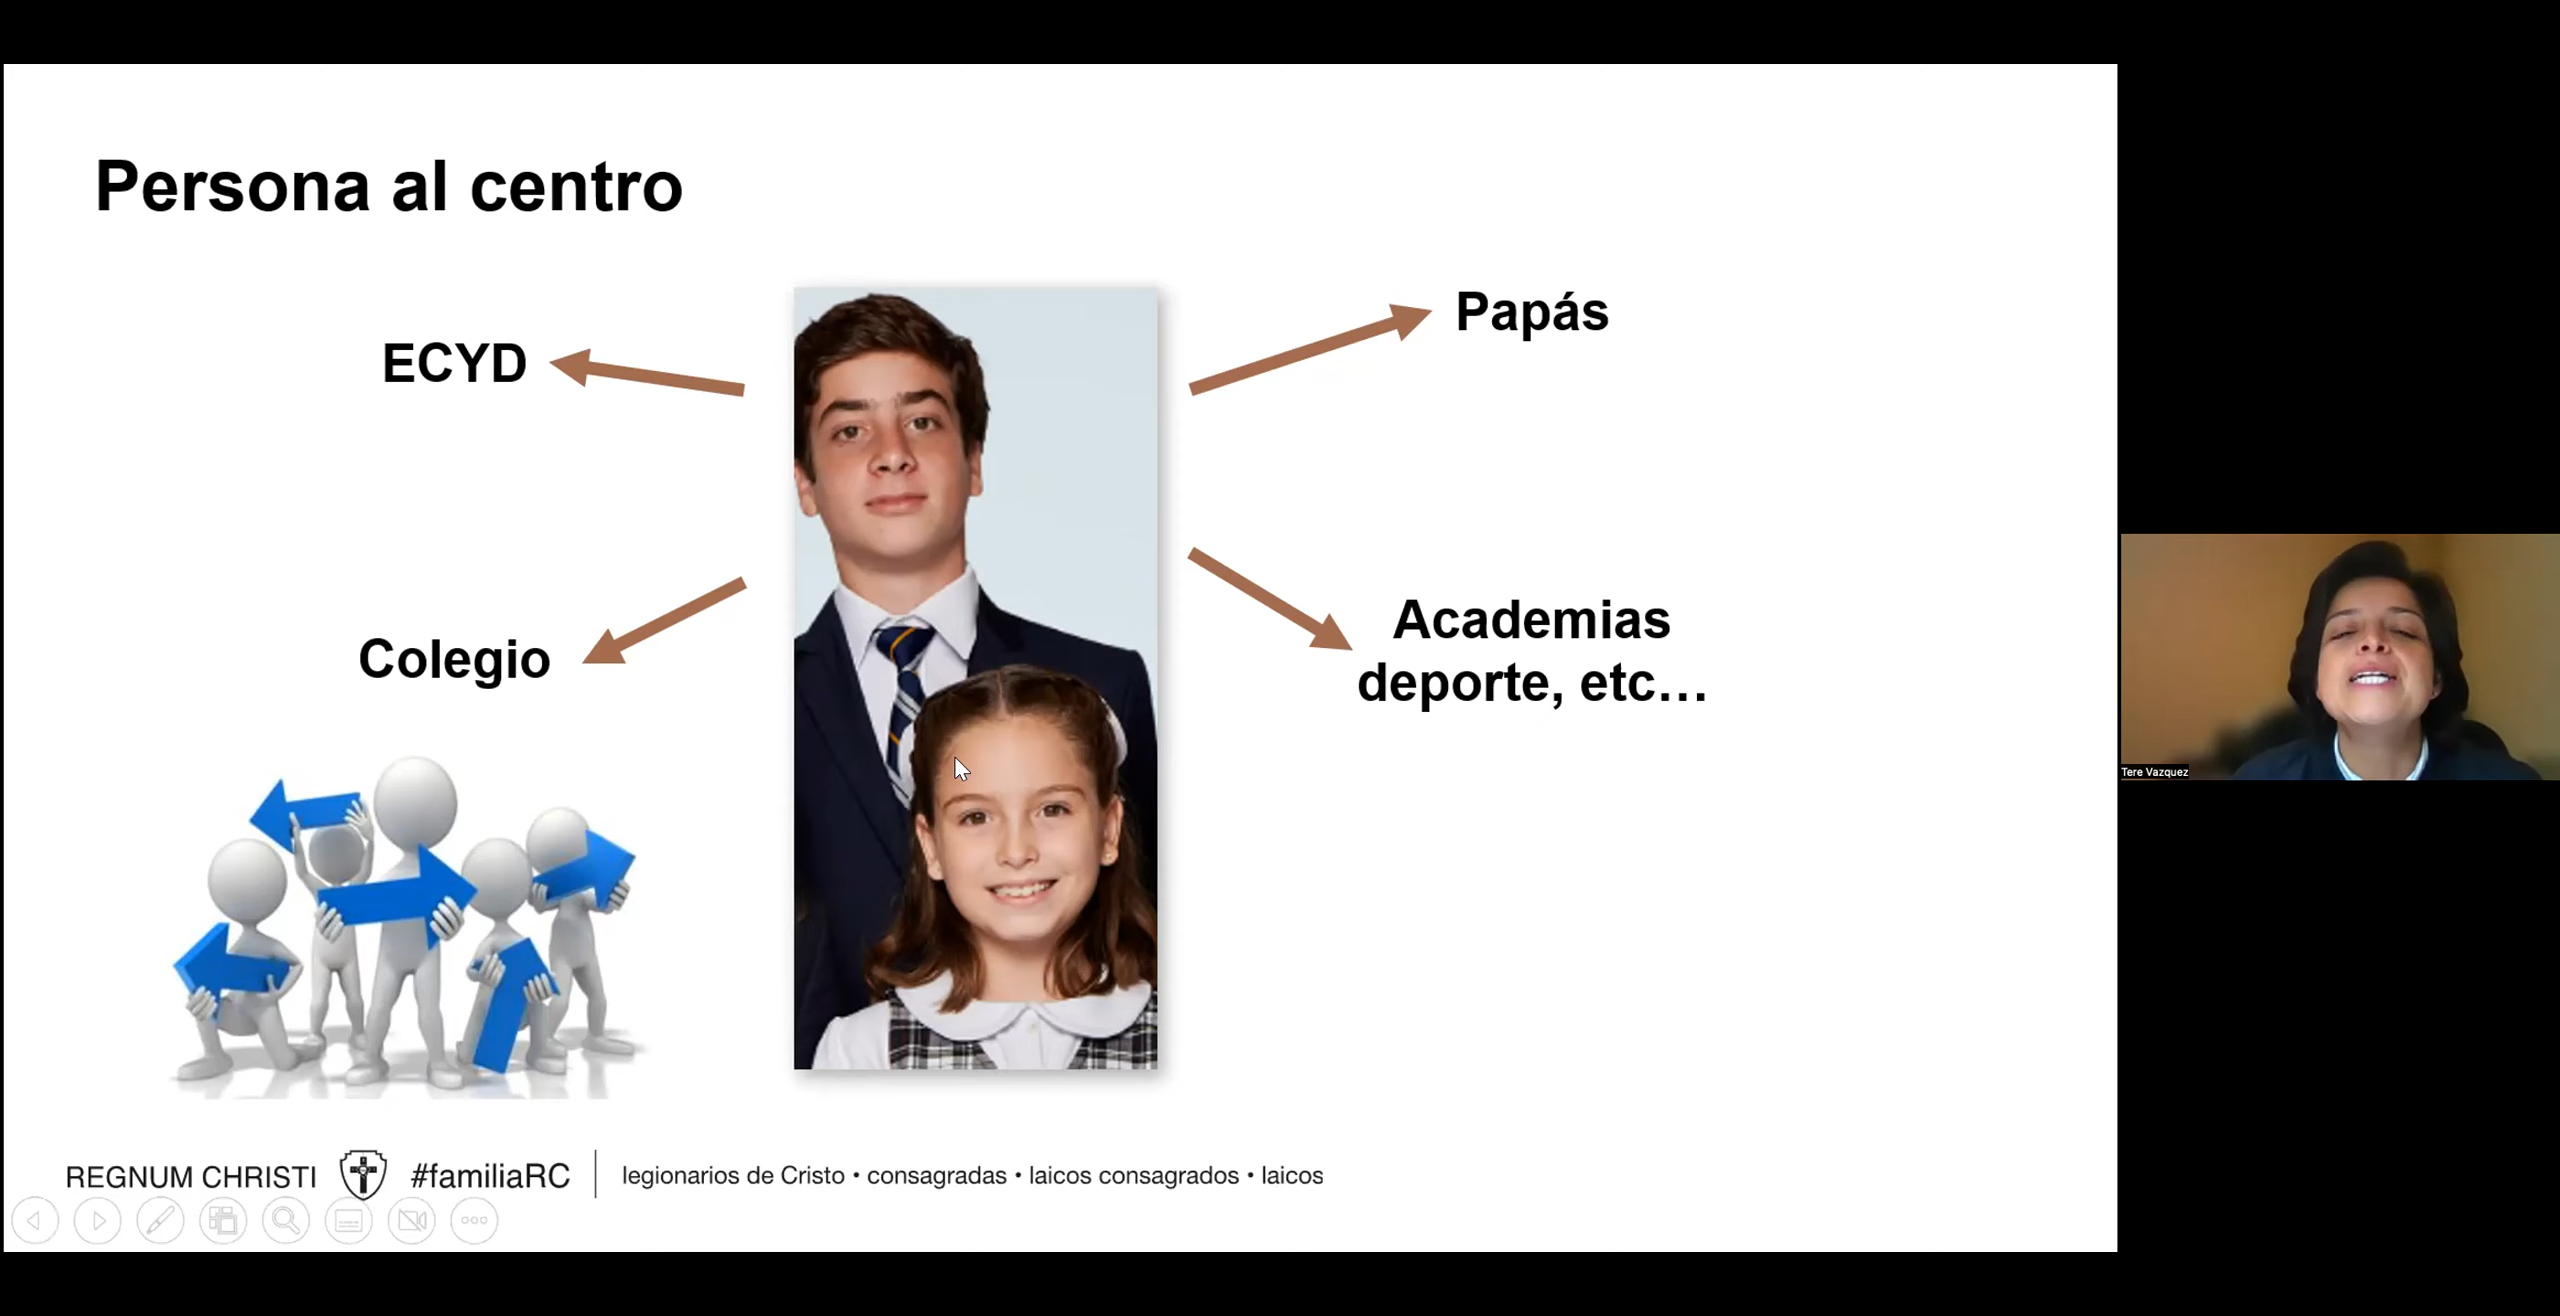 Persona al centro
ECYD
Papás
Colegio
Academias
deporte, etc...
Tere Vazquez
REGNUM CHRISTI #familiaRC legionarios de Cristo • consagradas • laicos consagrados • laicos